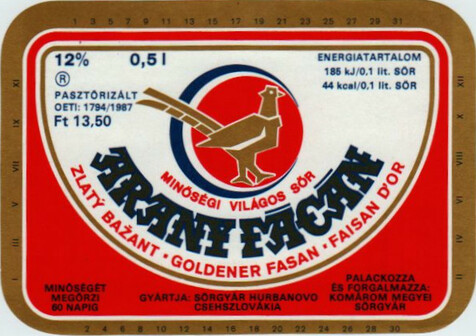 1 3 5 7 9 11 13 15 17 19 21 23 25 27 29 31
12% 0,5 l
®
PASZTŐRIZÁLT
OETI: 1794/1987
Ft 13,50
ENERGIATARTALOM
185 kJ/0,1 lit. SÖR
44 kcal/0,1 lit. SÖR
MINŐSÉGI VILÁGOS SÖR
ARANY FÁCÁN
ZLATÝ BAŽANT · GOLDENER FASAN · FAISAN D'OR
MINŐSÉGÉT
MEGŐRZI
60 NAPIG
GYÁRTJA: SÖRGYÁR HURBANOVO
CSEHSZLOVÁKIA
PALACKOZZA
ÉS FORGALMAZZA:
KOMÁROM MEGYEI
SÖRGYÁR
2 4 6 8 10 12 14 16 18 20 22 24 26 28 30